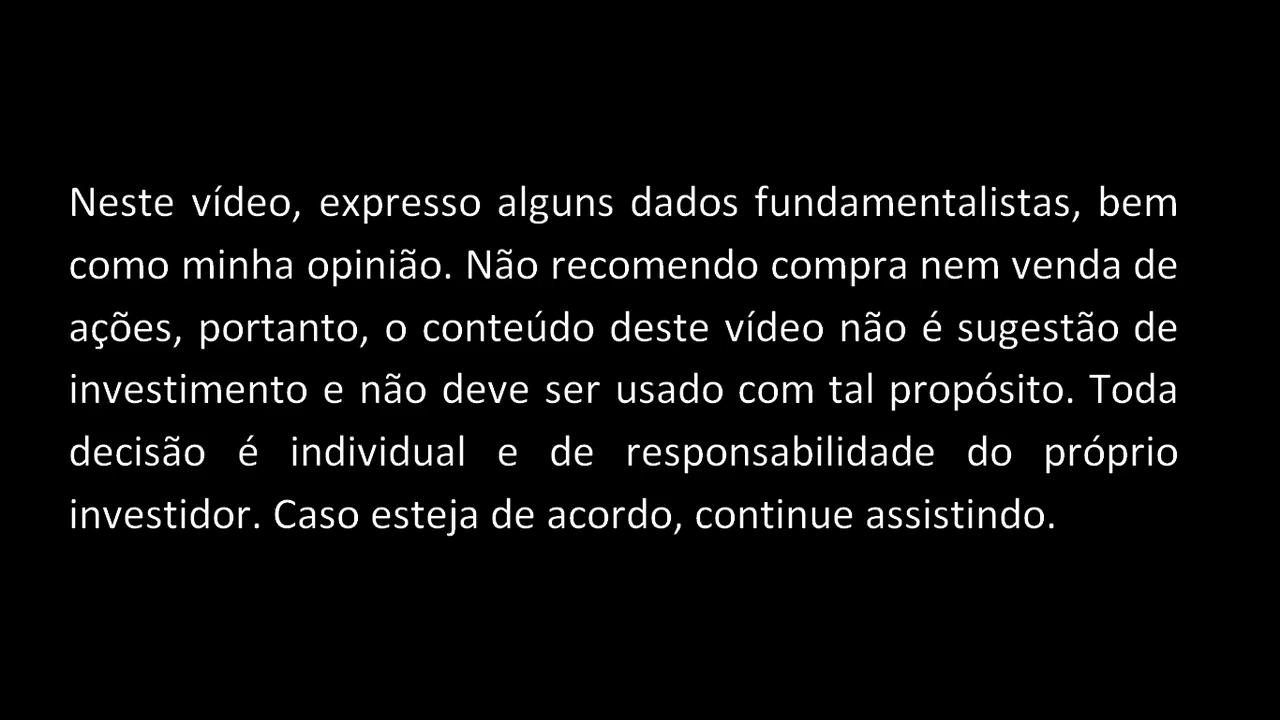 Neste vídeo, expresso alguns dados fundamentalistas, bem
como minha opinião. Não recomendo compra nem venda de
ações, portanto, o conteúdo deste vídeo não é sugestão de
investimento e não deve ser usado com tal propósito. Toda
decisão é individual e de responsabilidade do próprio
investidor. Caso esteja de acordo, continue assistindo.